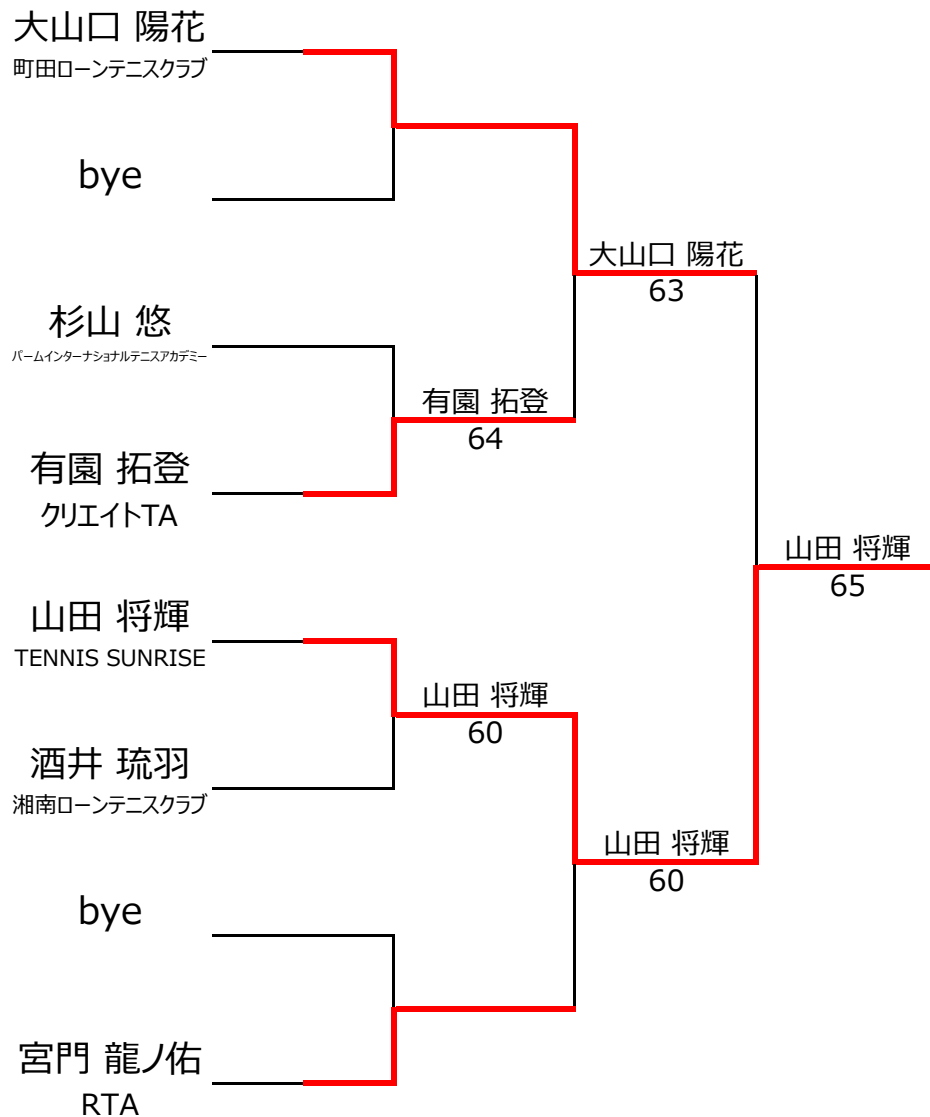 大山口 陽花
町田ローンテニスクラブ
bye
大山口 陽花
63
杉山 悠
パームインターナショナルテニスアカデミー
有園 拓登
64
有園 拓登
クリエイトTA
山田 将輝
65
山田 将輝
TENNIS SUNRISE
山田 将輝
60
酒井 琉羽
湘南ローンテニスクラブ
山田 将輝
60
bye
宮門 龍ノ佑
RTA